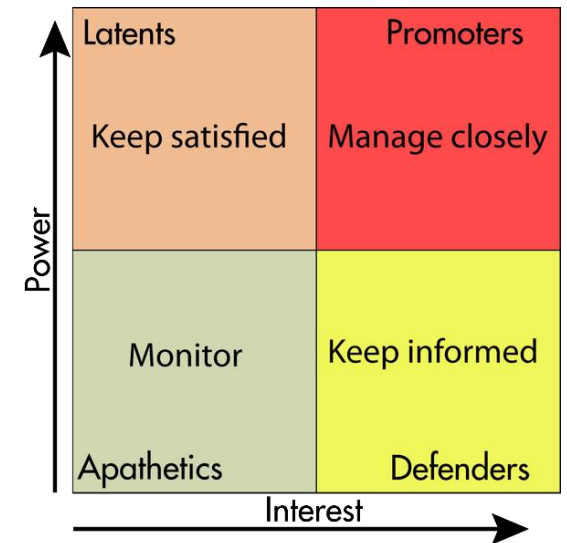 Latents
Promoters
Keep satisfied
Manage closely
Power
Monitor
Keep informed
Apathetics
Defenders
Interest